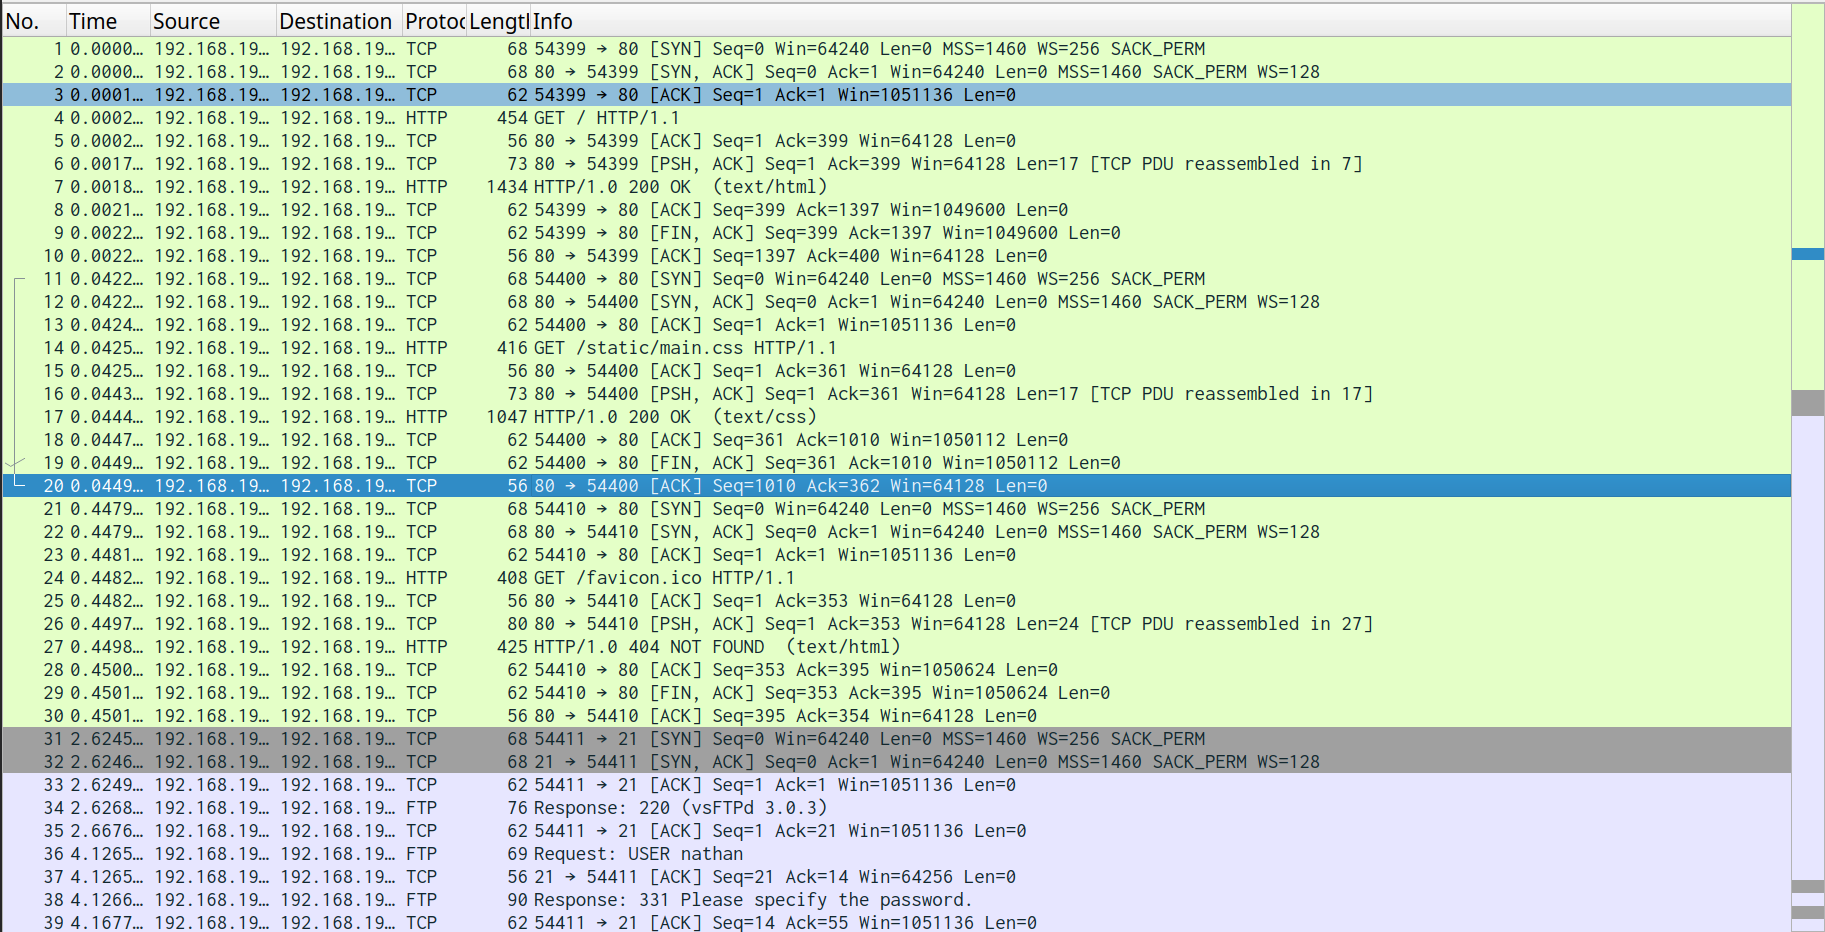 No. Time Source Destination Protoc Length Info
1 0.0000… 192.168.19… 192.168.19… TCP 68 54399 → 80 [SYN] Seq=0 Win=64240 Len=0 MSS=1460 WS=256 SACK_PERM
2 0.0000… 192.168.19… 192.168.19… TCP 68 80 → 54399 [SYN, ACK] Seq=0 Ack=1 Win=64240 Len=0 MSS=1460 SACK_PERM WS=128
3 0.0001… 192.168.19… 192.168.19… TCP 62 54399 → 80 [ACK] Seq=1 Ack=1 Win=1051136 Len=0
4 0.0002… 192.168.19… 192.168.19… HTTP 454 GET / HTTP/1.1
5 0.0002… 192.168.19… 192.168.19… TCP 56 80 → 54399 [ACK] Seq=1 Ack=399 Win=64128 Len=0
6 0.0017… 192.168.19… 192.168.19… TCP 73 80 → 54399 [PSH, ACK] Seq=1 Ack=399 Win=64128 Len=17 [TCP PDU reassembled in 7]
7 0.0018… 192.168.19… 192.168.19… HTTP 1434 HTTP/1.0 200 OK  (text/html)
8 0.0021… 192.168.19… 192.168.19… TCP 62 54399 → 80 [ACK] Seq=399 Ack=1397 Win=1049600 Len=0
9 0.0022… 192.168.19… 192.168.19… TCP 62 54399 → 80 [FIN, ACK] Seq=399 Ack=1397 Win=1049600 Len=0
10 0.0022… 192.168.19… 192.168.19… TCP 56 80 → 54399 [ACK] Seq=1397 Ack=400 Win=64128 Len=0
11 0.0422… 192.168.19… 192.168.19… TCP 68 54400 → 80 [SYN] Seq=0 Win=64240 Len=0 MSS=1460 WS=256 SACK_PERM
12 0.0422… 192.168.19… 192.168.19… TCP 68 80 → 54400 [SYN, ACK] Seq=0 Ack=1 Win=64240 Len=0 MSS=1460 SACK_PERM WS=128
13 0.0424… 192.168.19… 192.168.19… TCP 62 54400 → 80 [ACK] Seq=1 Ack=1 Win=1051136 Len=0
14 0.0425… 192.168.19… 192.168.19… HTTP 416 GET /static/main.css HTTP/1.1
15 0.0425… 192.168.19… 192.168.19… TCP 56 80 → 54400 [ACK] Seq=1 Ack=361 Win=64128 Len=0
16 0.0443… 192.168.19… 192.168.19… TCP 73 80 → 54400 [PSH, ACK] Seq=1 Ack=361 Win=64128 Len=17 [TCP PDU reassembled in 17]
17 0.0444… 192.168.19… 192.168.19… HTTP 1047 HTTP/1.0 200 OK  (text/css)
18 0.0447… 192.168.19… 192.168.19… TCP 62 54400 → 80 [ACK] Seq=361 Ack=1010 Win=1050112 Len=0
19 0.0449… 192.168.19… 192.168.19… TCP 62 54400 → 80 [FIN, ACK] Seq=361 Ack=1010 Win=1050112 Len=0
20 0.0449… 192.168.19… 192.168.19… TCP 56 80 → 54400 [ACK] Seq=1010 Ack=362 Win=64128 Len=0
21 0.4479… 192.168.19… 192.168.19… TCP 68 54410 → 80 [SYN] Seq=0 Win=64240 Len=0 MSS=1460 WS=256 SACK_PERM
22 0.4479… 192.168.19… 192.168.19… TCP 68 80 → 54410 [SYN, ACK] Seq=0 Ack=1 Win=64240 Len=0 MSS=1460 SACK_PERM WS=128
23 0.4481… 192.168.19… 192.168.19… TCP 62 54410 → 80 [ACK] Seq=1 Ack=1 Win=1051136 Len=0
24 0.4482… 192.168.19… 192.168.19… HTTP 408 GET /favicon.ico HTTP/1.1
25 0.4482… 192.168.19… 192.168.19… TCP 56 80 → 54410 [ACK] Seq=1 Ack=353 Win=64128 Len=0
26 0.4497… 192.168.19… 192.168.19… TCP 80 80 → 54410 [PSH, ACK] Seq=1 Ack=353 Win=64128 Len=24 [TCP PDU reassembled in 27]
27 0.4498… 192.168.19… 192.168.19… HTTP 425 HTTP/1.0 404 NOT FOUND  (text/html)
28 0.4500… 192.168.19… 192.168.19… TCP 62 54410 → 80 [ACK] Seq=353 Ack=395 Win=1050624 Len=0
29 0.4501… 192.168.19… 192.168.19… TCP 62 54410 → 80 [FIN, ACK] Seq=353 Ack=395 Win=1050624 Len=0
30 0.4501… 192.168.19… 192.168.19… TCP 56 80 → 54410 [ACK] Seq=395 Ack=354 Win=64128 Len=0
31 2.6245… 192.168.19… 192.168.19… TCP 68 54411 → 21 [SYN] Seq=0 Win=64240 Len=0 MSS=1460 WS=256 SACK_PERM
32 2.6246… 192.168.19… 192.168.19… TCP 68 21 → 54411 [SYN, ACK] Seq=0 Ack=1 Win=64240 Len=0 MSS=1460 SACK_PERM WS=128
33 2.6249… 192.168.19… 192.168.19… TCP 62 54411 → 21 [ACK] Seq=1 Ack=1 Win=1051136 Len=0
34 2.6268… 192.168.19… 192.168.19… FTP 76 Response: 220 (vsFTPd 3.0.3)
35 2.6676… 192.168.19… 192.168.19… TCP 62 54411 → 21 [ACK] Seq=1 Ack=21 Win=1051136 Len=0
36 4.1265… 192.168.19… 192.168.19… FTP 69 Request: USER nathan
37 4.1265… 192.168.19… 192.168.19… TCP 56 21 → 54411 [ACK] Seq=21 Ack=14 Win=64256 Len=0
38 4.1266… 192.168.19… 192.168.19… FTP 90 Response: 331 Please specify the password.
39 4.1677… 192.168.19… 192.168.19… TCP 62 54411 → 21 [ACK] Seq=14 Ack=55 Win=1051136 Len=0